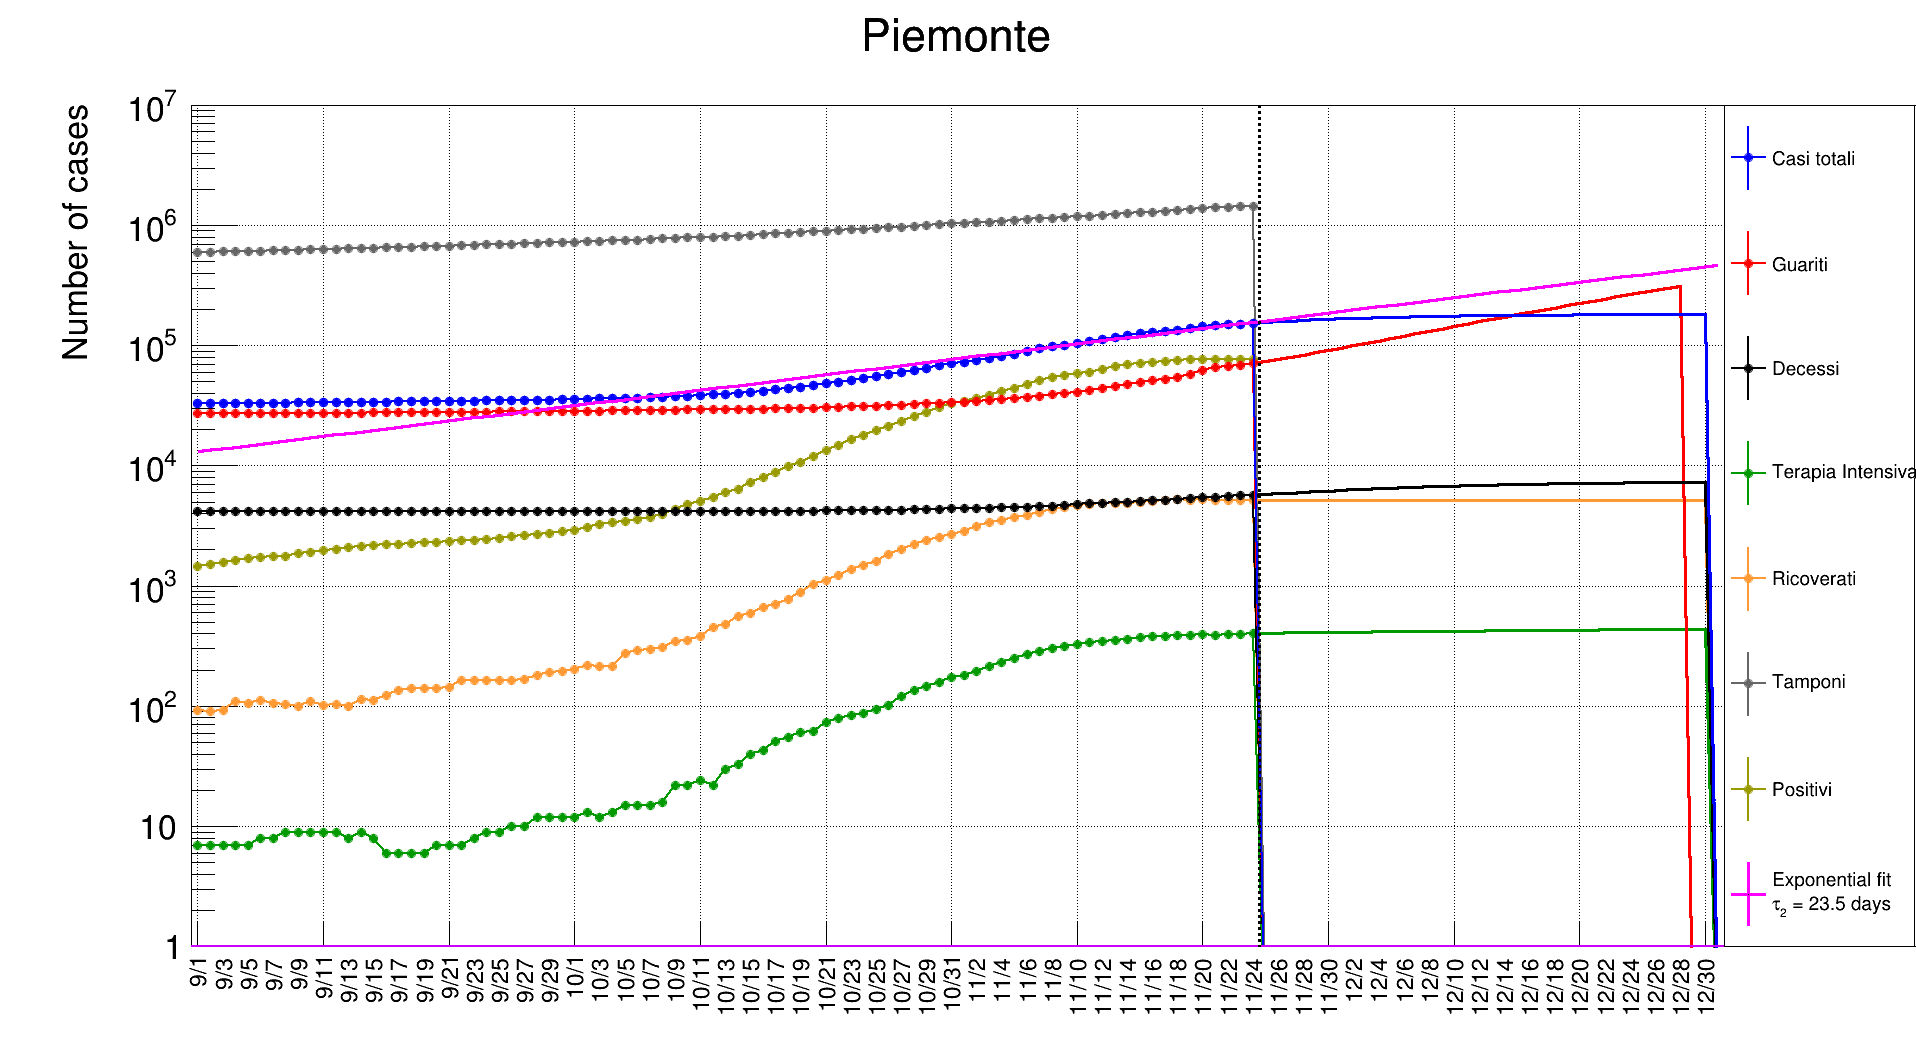 Piemonte
Number of cases
10^7
10^6
10^5
10^4
10^3
10^2
10
1
9/1 9/3 9/5 9/7 9/9 9/11 9/13 9/15 9/17 9/19 9/21 9/23 9/25 9/27 9/29 10/1 10/3 10/5 10/7 10/9 10/11 10/13 10/15 10/17 10/19 10/21 10/23 10/25 10/27 10/29 10/31 11/2 11/4 11/6 11/8 11/10 11/12 11/14 11/16 11/18 11/20 11/22 11/24 11/26 11/28 11/30 12/2 12/4 12/6 12/8 12/10 12/12 12/14 12/16 12/18 12/20 12/22 12/24 12/26 12/28 12/30
Casi totali
Guariti
Decessi
Terapia Intensiva
Ricoverati
Tamponi
Positivi
Exponential fit
τ₂ = 23.5 days